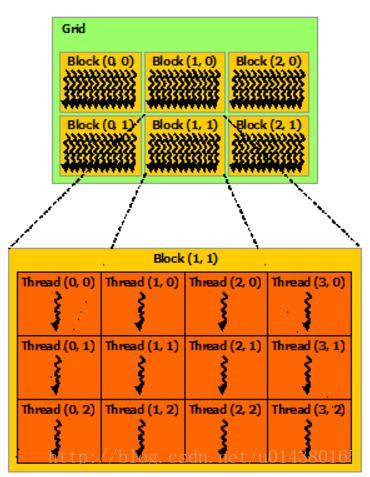 Grid
Block (0, 0) Block (1, 0) Block (2, 0)
Block (0, 1) Block (1, 1) Block (2, 1)
Block (1, 1)
Thread (0, 0) Thread (1, 0) Thread (2, 0) Thread (3, 0)
Thread (0, 1) Thread (1, 1) Thread (2, 1) Thread (3, 1)
Thread (0, 2) Thread (1, 2) Thread (2, 2) Thread (3, 2)
http://blog.csdn.net/u014380165